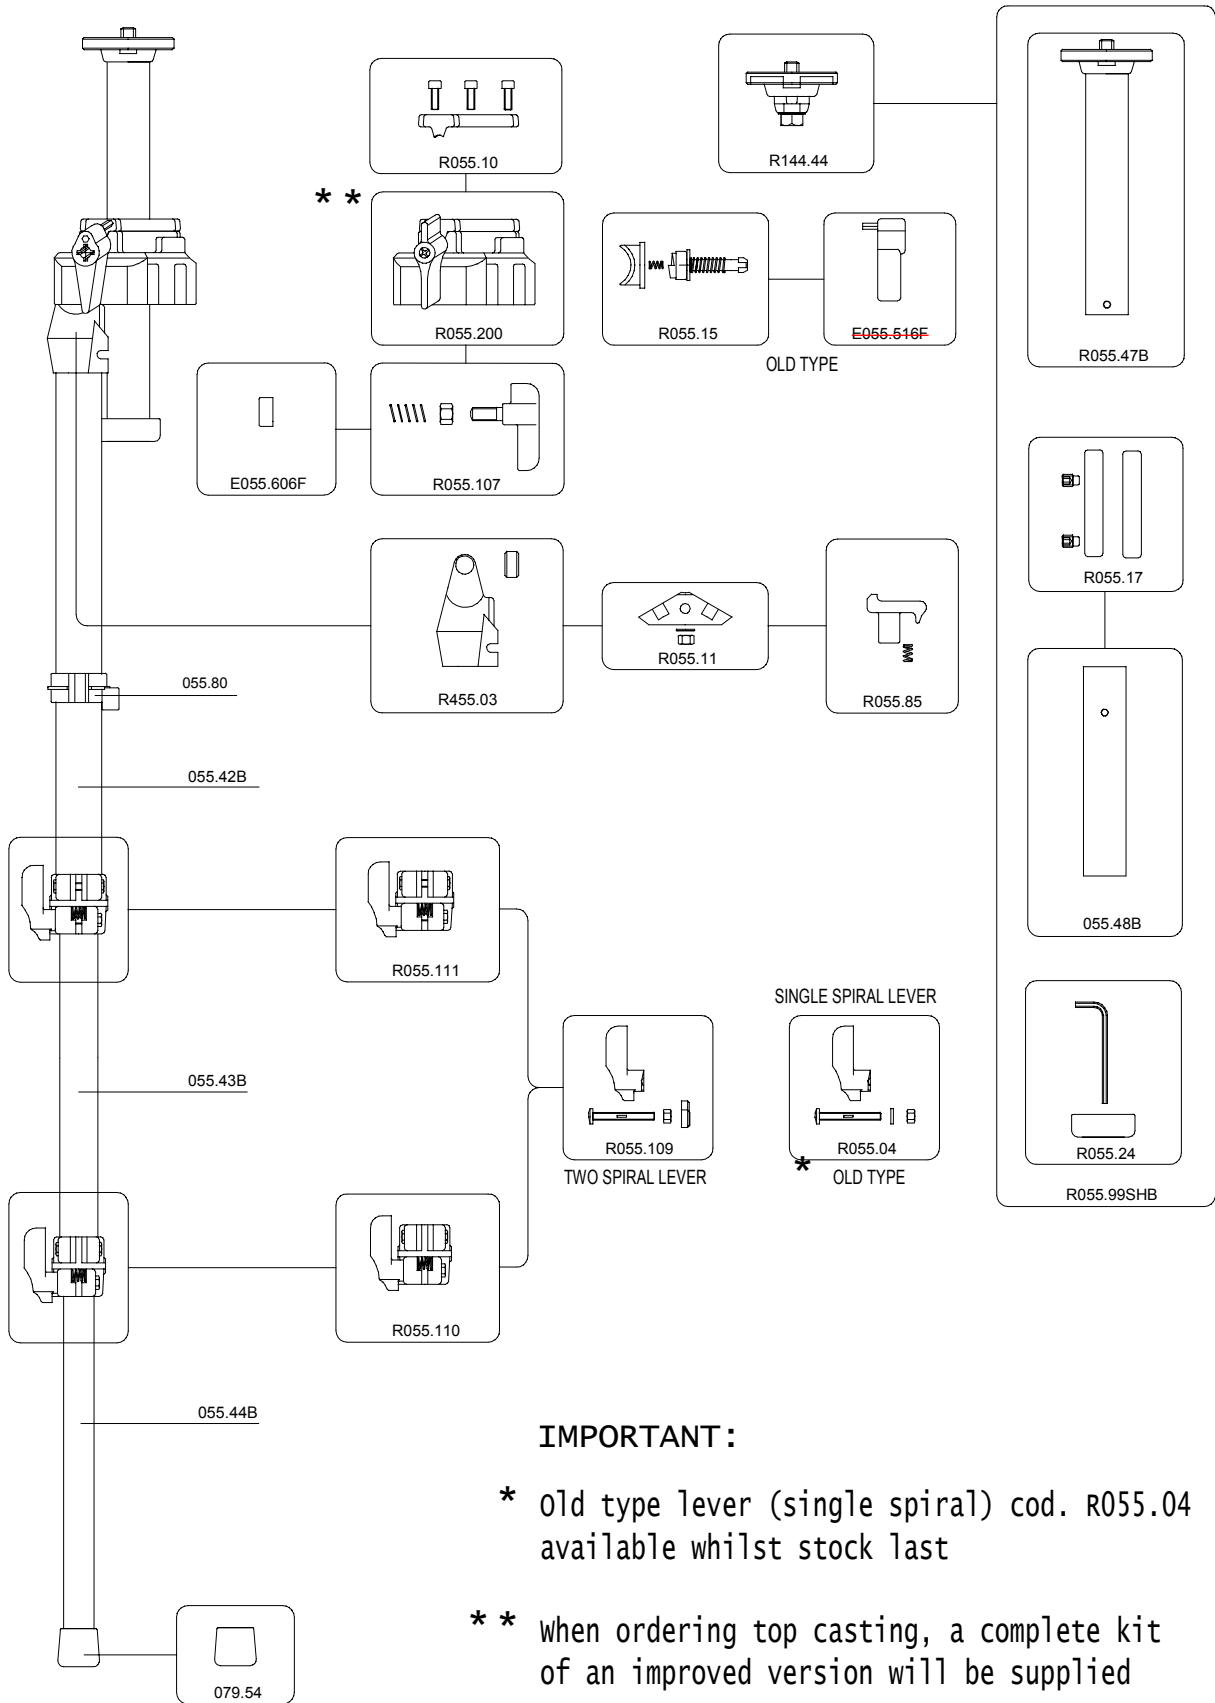 R055.10
R144.44
* *
R055.200
R055.15
E055.516F
R055.47B
OLD TYPE
E055.606F
R055.107
R055.17
R455.03
R055.11
R055.85
055.80
055.42B
R055.111
055.48B
SINGLE SPIRAL LEVER
055.43B
R055.109
TWO SPIRAL LEVER
R055.04
* OLD TYPE
R055.24
R055.99SHB
R055.110
055.44B
079.54
IMPORTANT:
* Old type lever (single spiral) cod. R055.04
available whilst stock last
* * When ordering top casting, a complete kit
of an improved version will be supplied